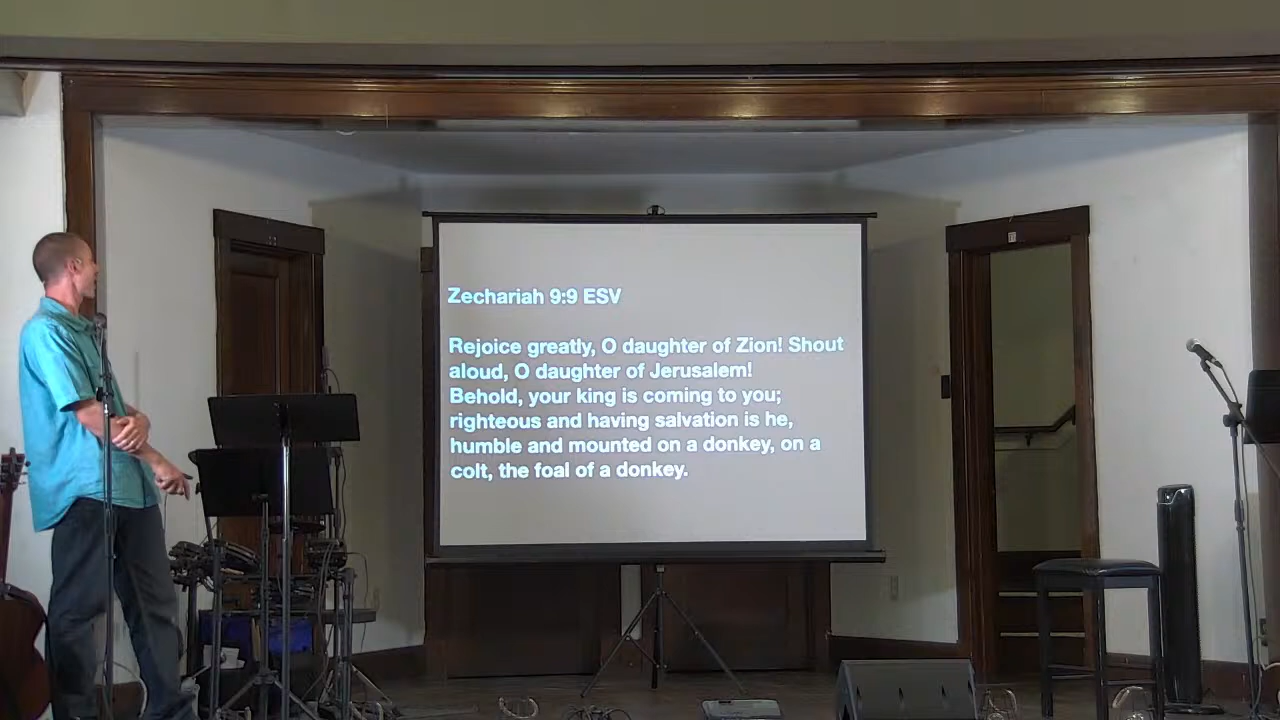 Zechariah 9:9 ESV
Rejoice greatly, O daughter of Zion! Shout
aloud, O daughter of Jerusalem!
Behold, your king is coming to you;
righteous and having salvation is he,
humble and mounted on a donkey, on a
colt, the foal of a donkey.